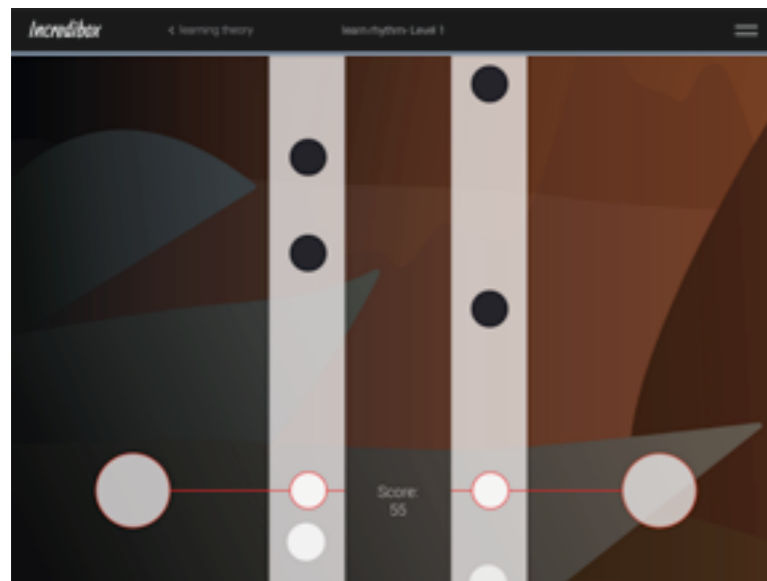 Incredibox
< learning theory
learn-rhythm- Level 1
Score:
55